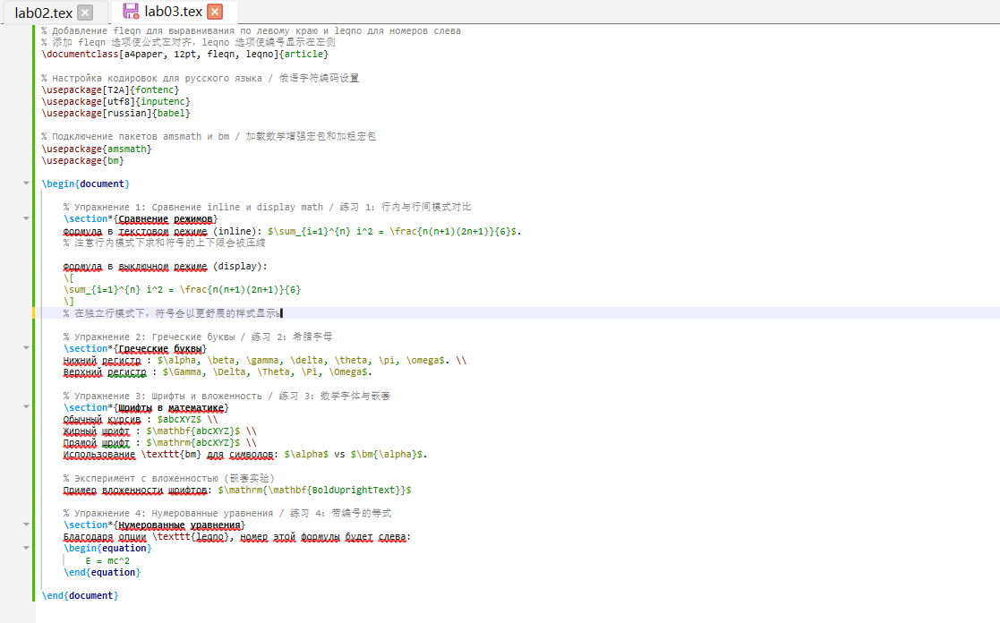 lab02.tex
lab03.tex
% Добавление fleqn для выравнивания по левому краю и leqno для номеров слева
% 添加 fleqn 选项使公式左对齐, leqno 选项使编号显示在左侧
\documentclass[a4paper, 12pt, fleqn, leqno]{article}
% Настройка кодировок для русского языка / 俄语字符编码设置
\usepackage[T2A]{fontenc}
\usepackage[utf8]{inputenc}
\usepackage[russian]{babel}
% Подключение пакетов amsmath и bm / 加载数学增强宏包和加粗宏包
\usepackage{amsmath}
\usepackage{bm}
\begin{document}
% Упражнение 1: Сравнение inline и display math / 练习 1: 行内与行间模式对比
\section*{Сравнение режимов}
Формула в текстовом режиме (inline): $\sum_{i=1}^{n} i^2 = \frac{n(n+1)(2n+1)}{6}$.
% 注意行内模式下求和符号的上下限会被压缩
Формула в выключном режиме (display):
\[
\sum_{i=1}^{n} i^2 = \frac{n(n+1)(2n+1)}{6}
\]
% 在独立行模式下, 符号会以更舒展的样式显示ы
% Упражнение 2: Греческие буквы / 练习 2: 希腊字母
\section*{Греческие буквы}
Нижний регистр : $\alpha, \beta, \gamma, \delta, \theta, \pi, \omega$. \\
Верхний регистр : $\Gamma, \Delta, \Theta, \Pi, \Omega$.
% Упражнение 3: Шрифты и вложенность / 练习 3: 数学字体与嵌套
\section*{Шрифты в математике}
Обычный курсив : $abcXYZ$ \\
Жирный шрифт : $\mathbf{abcXYZ}$ \\
Прямой шрифт : $\mathrm{abcXYZ}$ \\
Использование \texttt{bm} для символов: $\alpha$ vs $\bm{\alpha}$.
% Эксперимент с вложенностью (嵌套实验)
Пример вложенности шрифтов: $\mathrm{\mathbf{BoldUprightText}}$
% Упражнение 4: Нумерованные уравнения / 练习 4: 带编号的等式
\section*{Нумерованные уравнения}
Благодаря опции \texttt{leqno}, номер этой формулы будет слева:
\begin{equation}
E = mc^2
\end{equation}
\end{document}